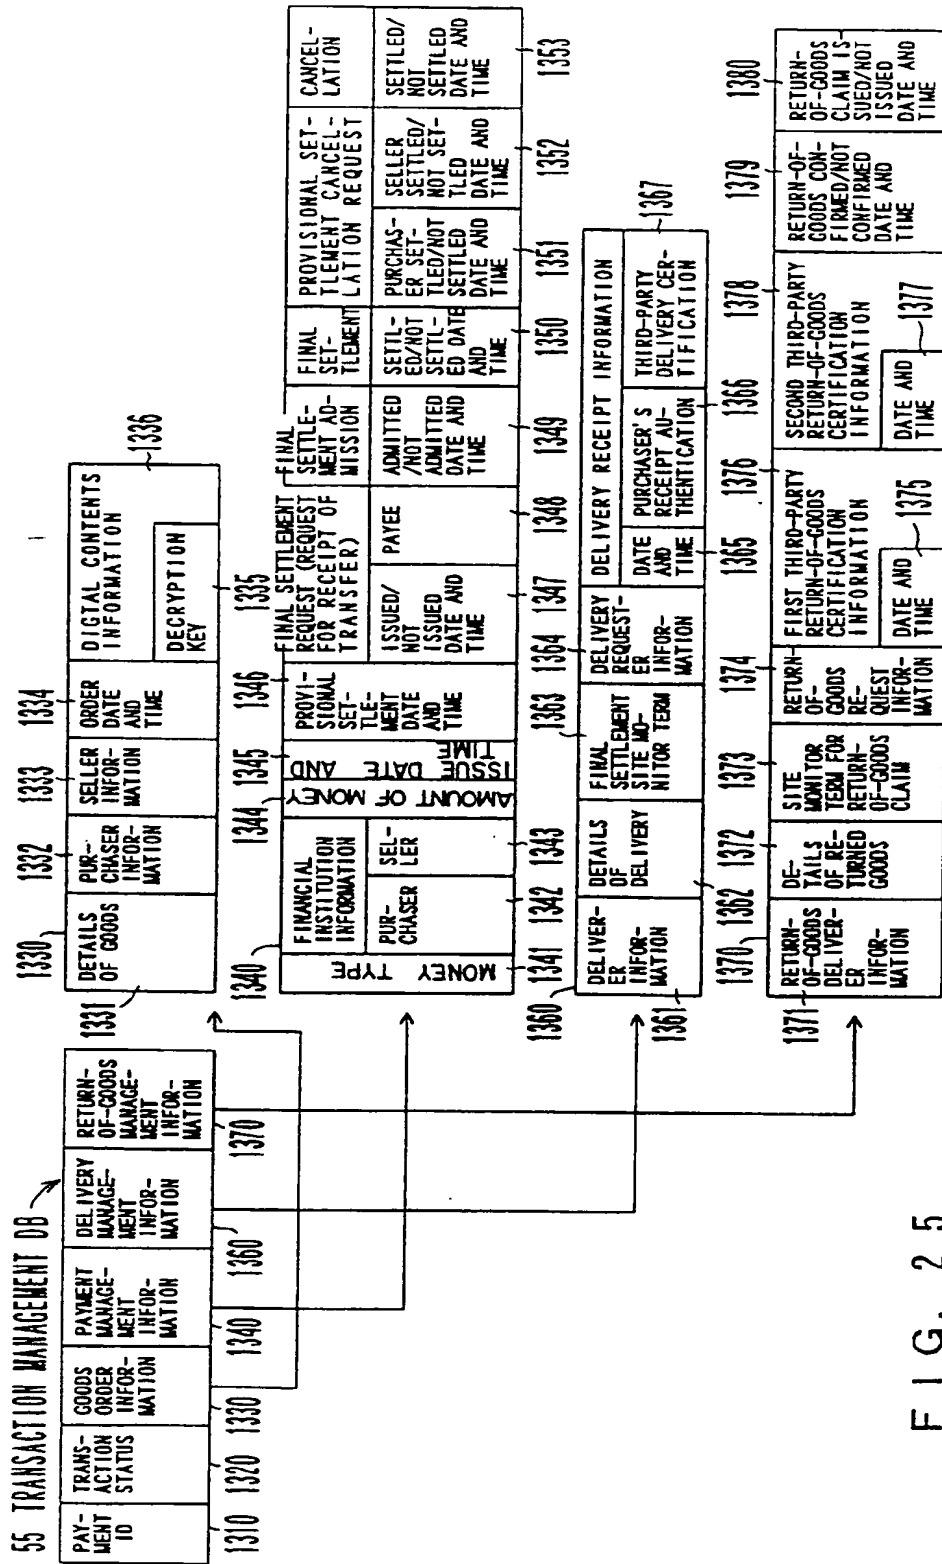 55 TRANSACTION MANAGEMENT DB
PAY-
MENT
ID
1310
TRANS-
ACTION
STATUS
1320
GOODS
ORDER
INFOR-
MATION
1330
PAYMENT
MANAGE-
MENT
INFOR-
MATION
1340
DELIVERY
MANAGE-
MENT
INFOR-
MATION
1360
RETURN-
OF-GOODS
MANAGE-
MENT
INFOR-
MATION
1370
1330
DETAILS
OF GOODS
1331
1332
PUR-
CHASER
INFOR-
MATION
1333
SELLER
INFOR-
MATION
1334
ORDER
DATE
AND
TIME
DIGITAL CONTENTS
INFORMATION
1336
DECRYPTION
KEY
1335
1340
MONEY TYPE
1341
FINANCIAL
INSTITUTION
INFORMATION
PUR-
CHASER
1342
SEL-
LER
1343
1344
AMOUNT OF MONEY
1345
ISSUE DATE AND
TIME
1346
PROVI-
SIONAL
SET-
TLE-
MENT
DATE
AND
TIME
FINAL SETTLEMENT
REQUEST (REQUEST
FOR RECEIPT OF
TRANSFER)
ISSUED/
NOT
ISSUED
DATE AND
TIME
1347
PAYEE
1348
FINAL
SETTLE-
MENT AD-
MISSION
ADMITTED
/NOT
ADMITTED
DATE AND
TIME
1349
FINAL
SET-
TLEMENT
SETTL-
ED/NOT
SETTL-
ED DATE
AND
TIME
1350
PROVISIONAL SET-
TLEMENT CANCEL-
LATION REQUEST
PURCHAS-
ER SET-
TLED/NOT
SETTLED
DATE AND
TIME
1351
SELLER
SETTLED/
NOT SET-
TLED
DATE AND
TIME
1352
CANCEL-
LATION
SETTLED/
NOT
SETTLED
DATE AND
TIME
1353
1360
DELIVER-
ER
INFOR-
MATION
1361
DETAILS
OF
DELIVERY
1362
1363
FINAL
SETTLEMENT
SITE MO-
NITOR TERM
1364
DELIVERY
REQUEST-
ER
INFOR-
MATION
DELIVERY RECEIPT INFORMATION
DATE
AND
TIME
1365
PURCHASER'S
RECEIPT AU-
THENTICATION
1366
THIRD-PARTY
DELIVERY CER-
TIFICATION
1367
1370
RETURN-
OF-GOODS
DELIVER-
ER
INFOR-
MATION
1371
1372
DE-
TAILS
OF RE-
TURNED
GOODS
1373
SITE
MONITOR
TERM FOR
RETURN-
OF-GOODS
CLAIM
1374
RETURN-
OF-
GOODS
RE-
QUEST
INFOR-
MATION
1376
FIRST THIRD-PARTY
RETURN-OF-GOODS
CERTIFICATION
INFORMATION
DATE AND
TIME
1375
1378
SECOND THIRD-PARTY
RETURN-OF-GOODS
CERTIFICATION
INFORMATION
DATE AND
TIME
1377
1379
RETURN-OF-
GOODS CON-
FIRMED/NOT
CONFIRMED
DATE AND
TIME
1380
RETURN-
OF-GOODS
CLAIM IS-
SUED/NOT
ISSUED
DATE AND
TIME
FIG. 25